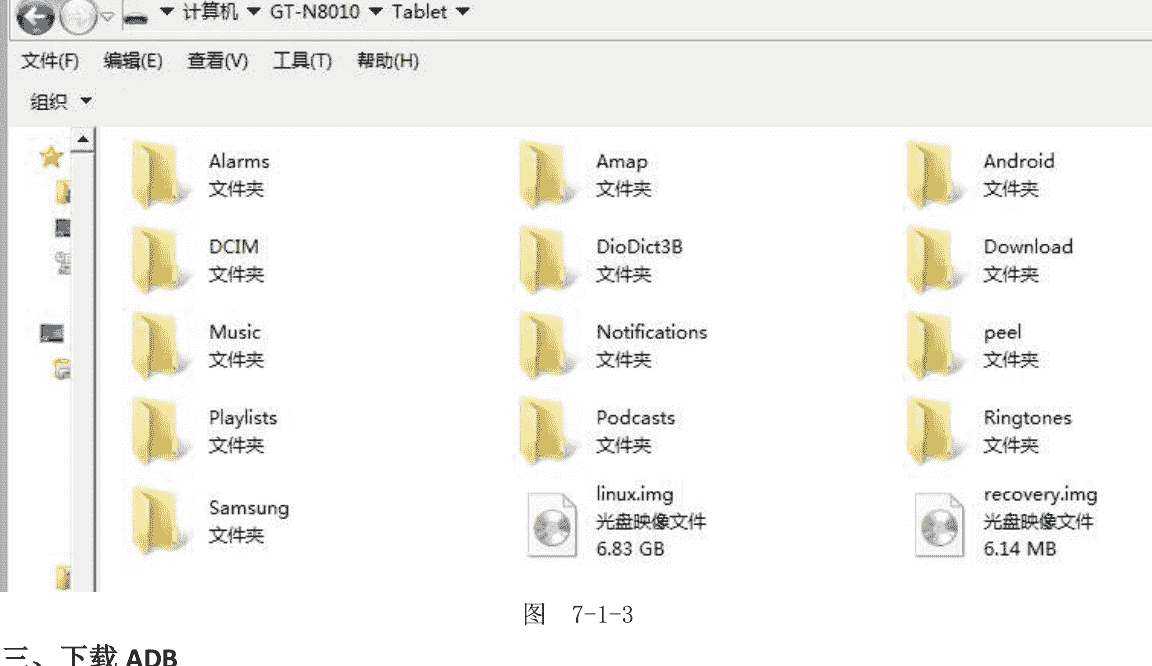 计算机 GT-N8010 Tablet
文件(F) 编辑(E) 查看(V) 工具(T) 帮助(H)
组织
Alarms
文件夹
Amap
文件夹
Android
文件夹
DCIM
文件夹
DioDict3B
文件夹
Download
文件夹
Music
文件夹
Notifications
文件夹
peel
文件夹
Playlists
文件夹
Podcasts
文件夹
Ringtones
文件夹
Samsung
文件夹
linux.img
光盘映像文件
6.83 GB
recovery.img
光盘映像文件
6.14 MB
图 7-1-3
三、下载 ADB